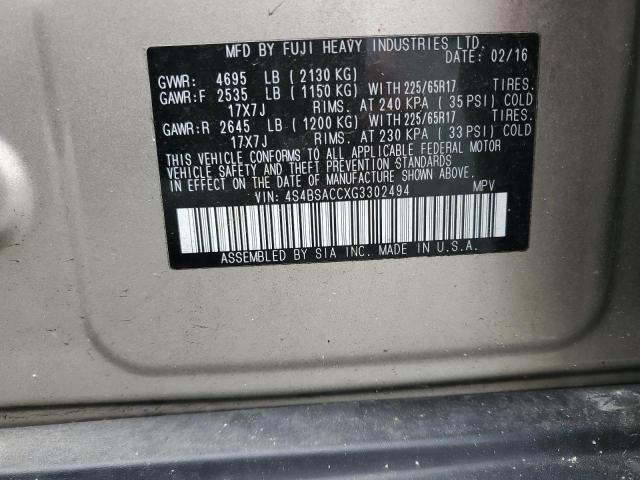 MFD BY FUJI HEAVY INDUSTRIES LTD.
DATE: 02/16
GVWR: 4695 LB (2130 KG)
GAWR:F 2535 LB (1150 KG) WITH 225/65R17 TIRES.
17X7J RIMS. AT 240 KPA (35 PSI) COLD
GAWR:R 2645 LB (1200 KG) WITH 225/65R17 TIRES.
17X7J RIMS. AT 230 KPA (33 PSI) COLD
THIS VEHICLE CONFORMS TO ALL APPLICABLE FEDERAL MOTOR
VEHICLE SAFETY AND THEFT PREVENTION STANDARDS
IN EFFECT ON THE DATE OF MANUFACTURE SHOWN ABOVE.
VIN: 4S4BSACCXG3302494 MPV
ASSEMBLED BY SIA INC. MADE IN U.S.A.